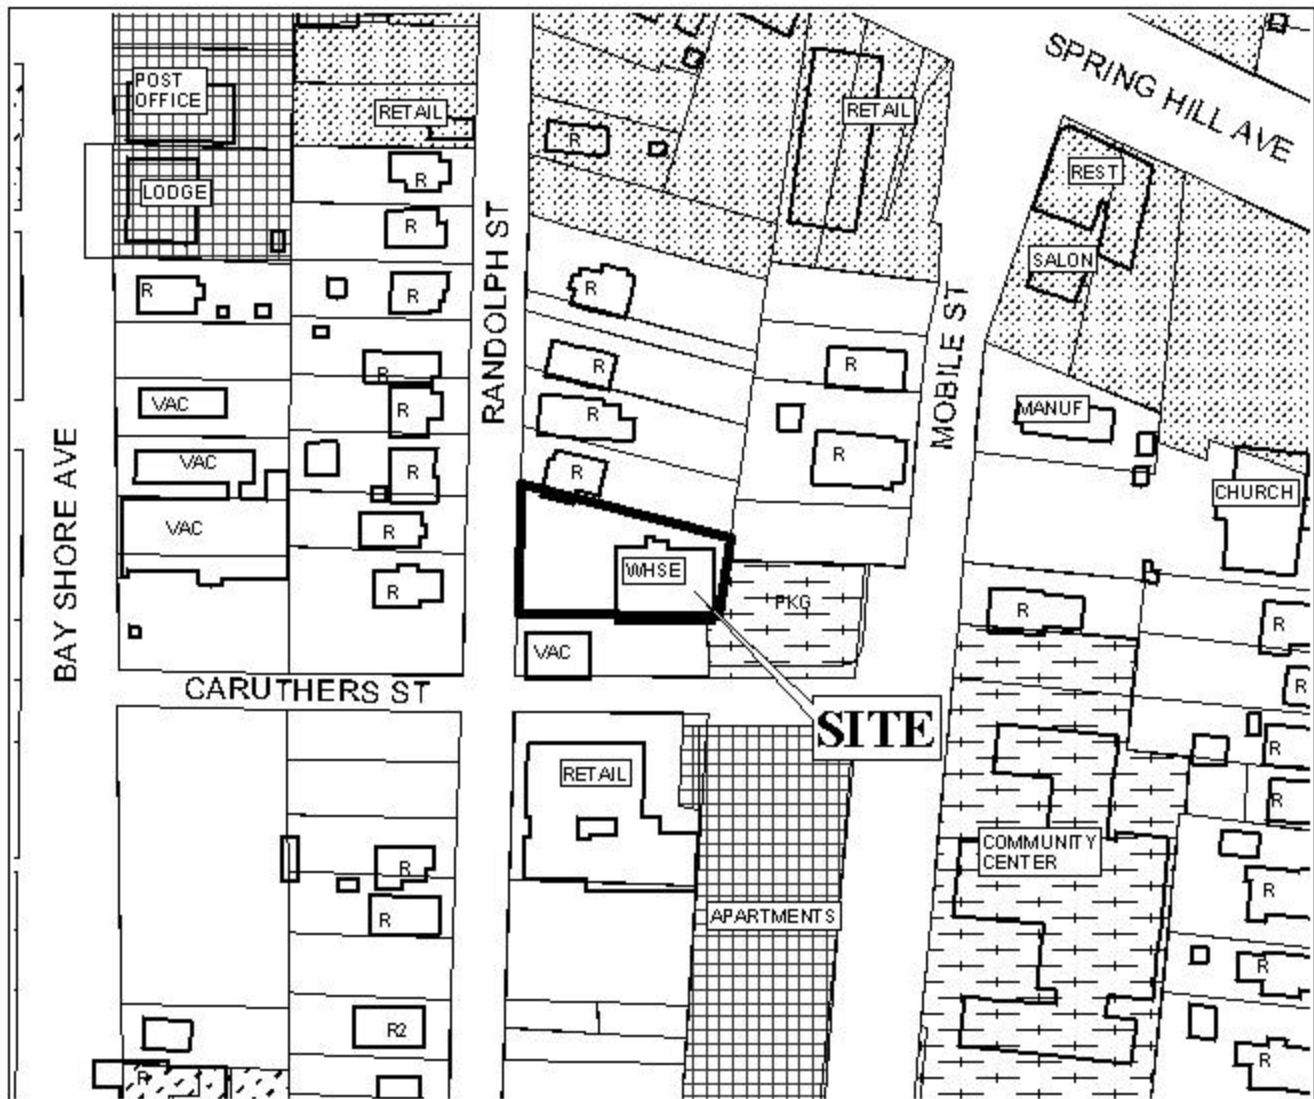 SPRING HILL AVE
POST
OFFICE
RETAIL
RETAIL
R
REST
R
LODGE
R
RANDOLPH ST
SALON
R
R
R
MOBILE ST
R
R
R
VAC
R
R
MANUF
BAY SHORE AVE
VAC
R
R
R
CHURCH
VAC
R
WHSE
R
PKG
R
R
VAC
R
CARUTHERS ST
SITE
R
RETAIL
R
COMMUNITY
CENTER
R
R
R
APARTMENTS
R
R2
R
R